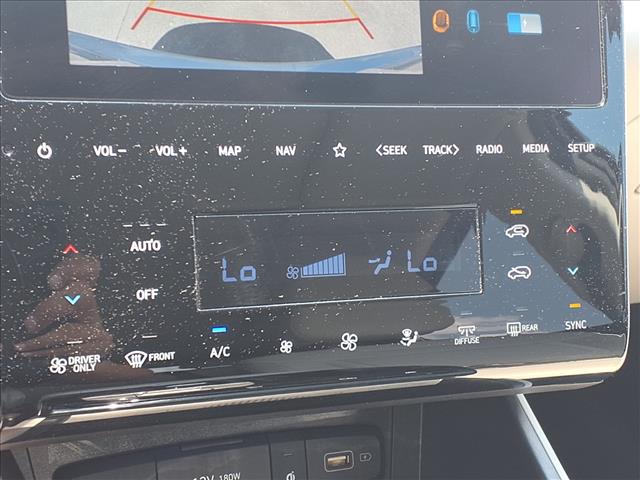 VOL− VOL+ MAP NAV ☆ <SEEK TRACK> RADIO MEDIA SETUP
AUTO
Lo Lo
OFF
DRIVER ONLY FRONT A/C DIFFUSE REAR SYNC
12V 180W